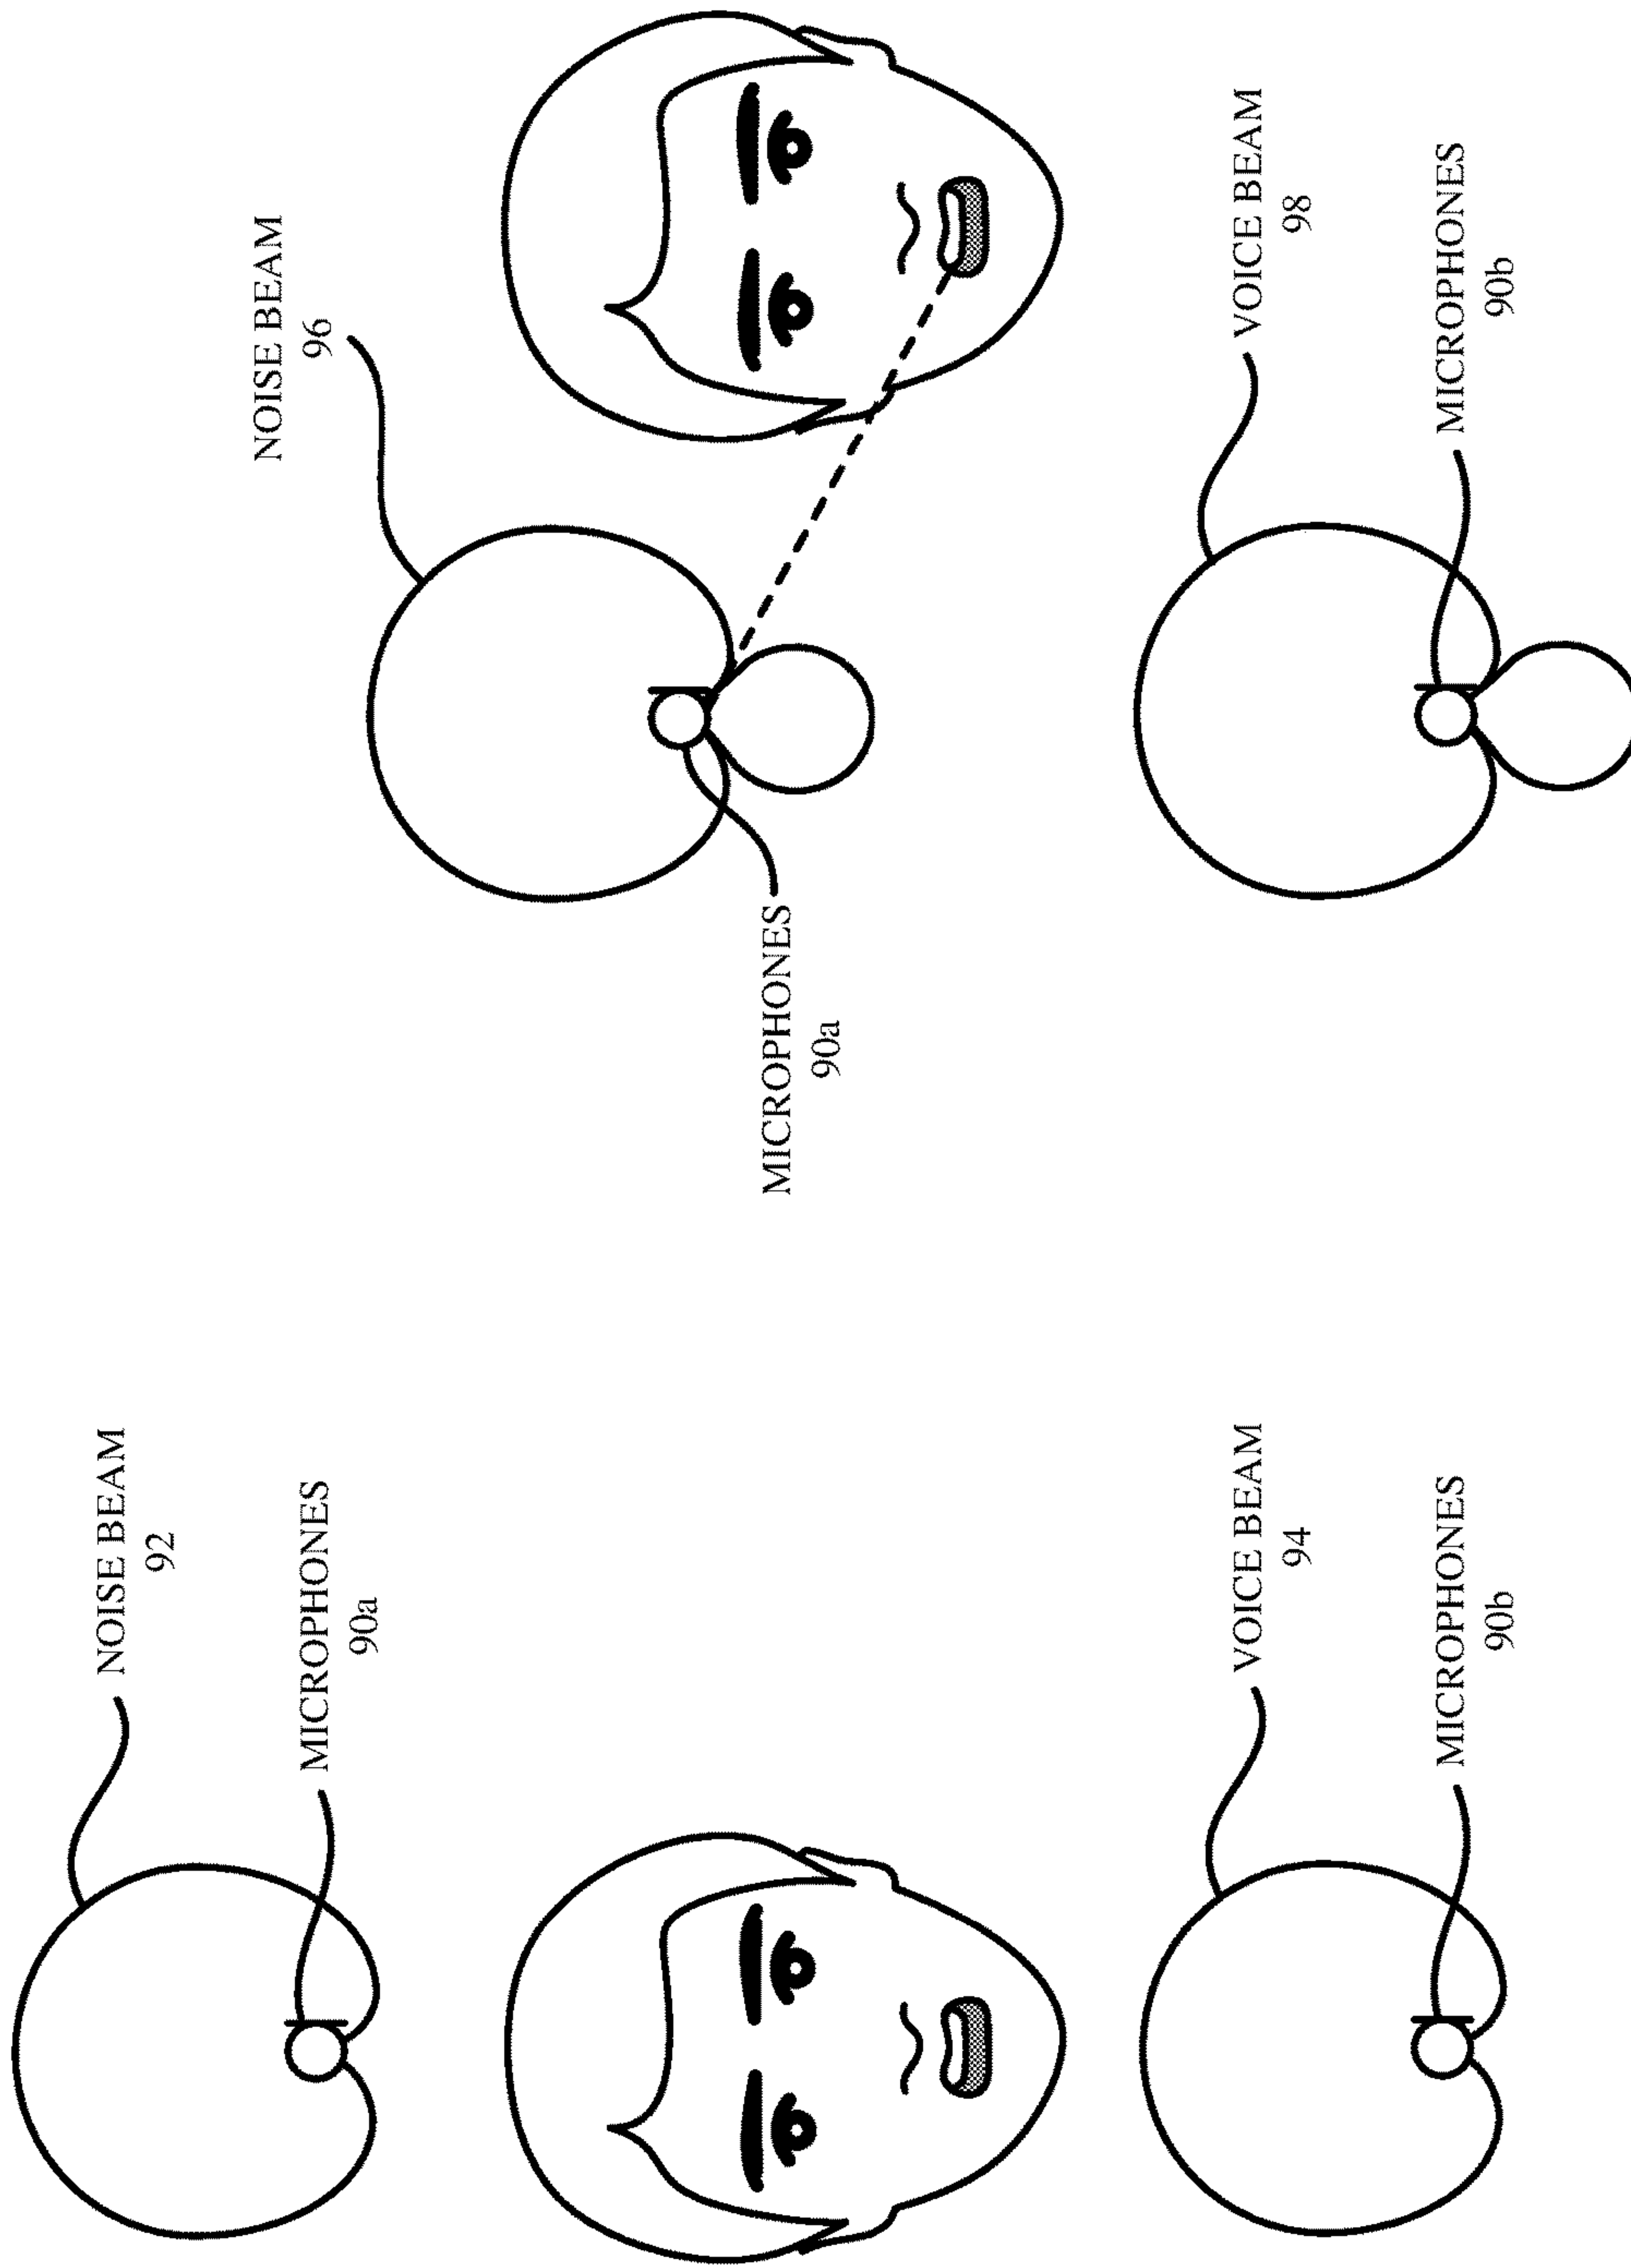 NOISE BEAM
92
MICROPHONES
90a
VOICE BEAM
94
MICROPHONES
90b
NOISE BEAM
96
MICROPHONES
90a
VOICE BEAM
98
MICROPHONES
90b